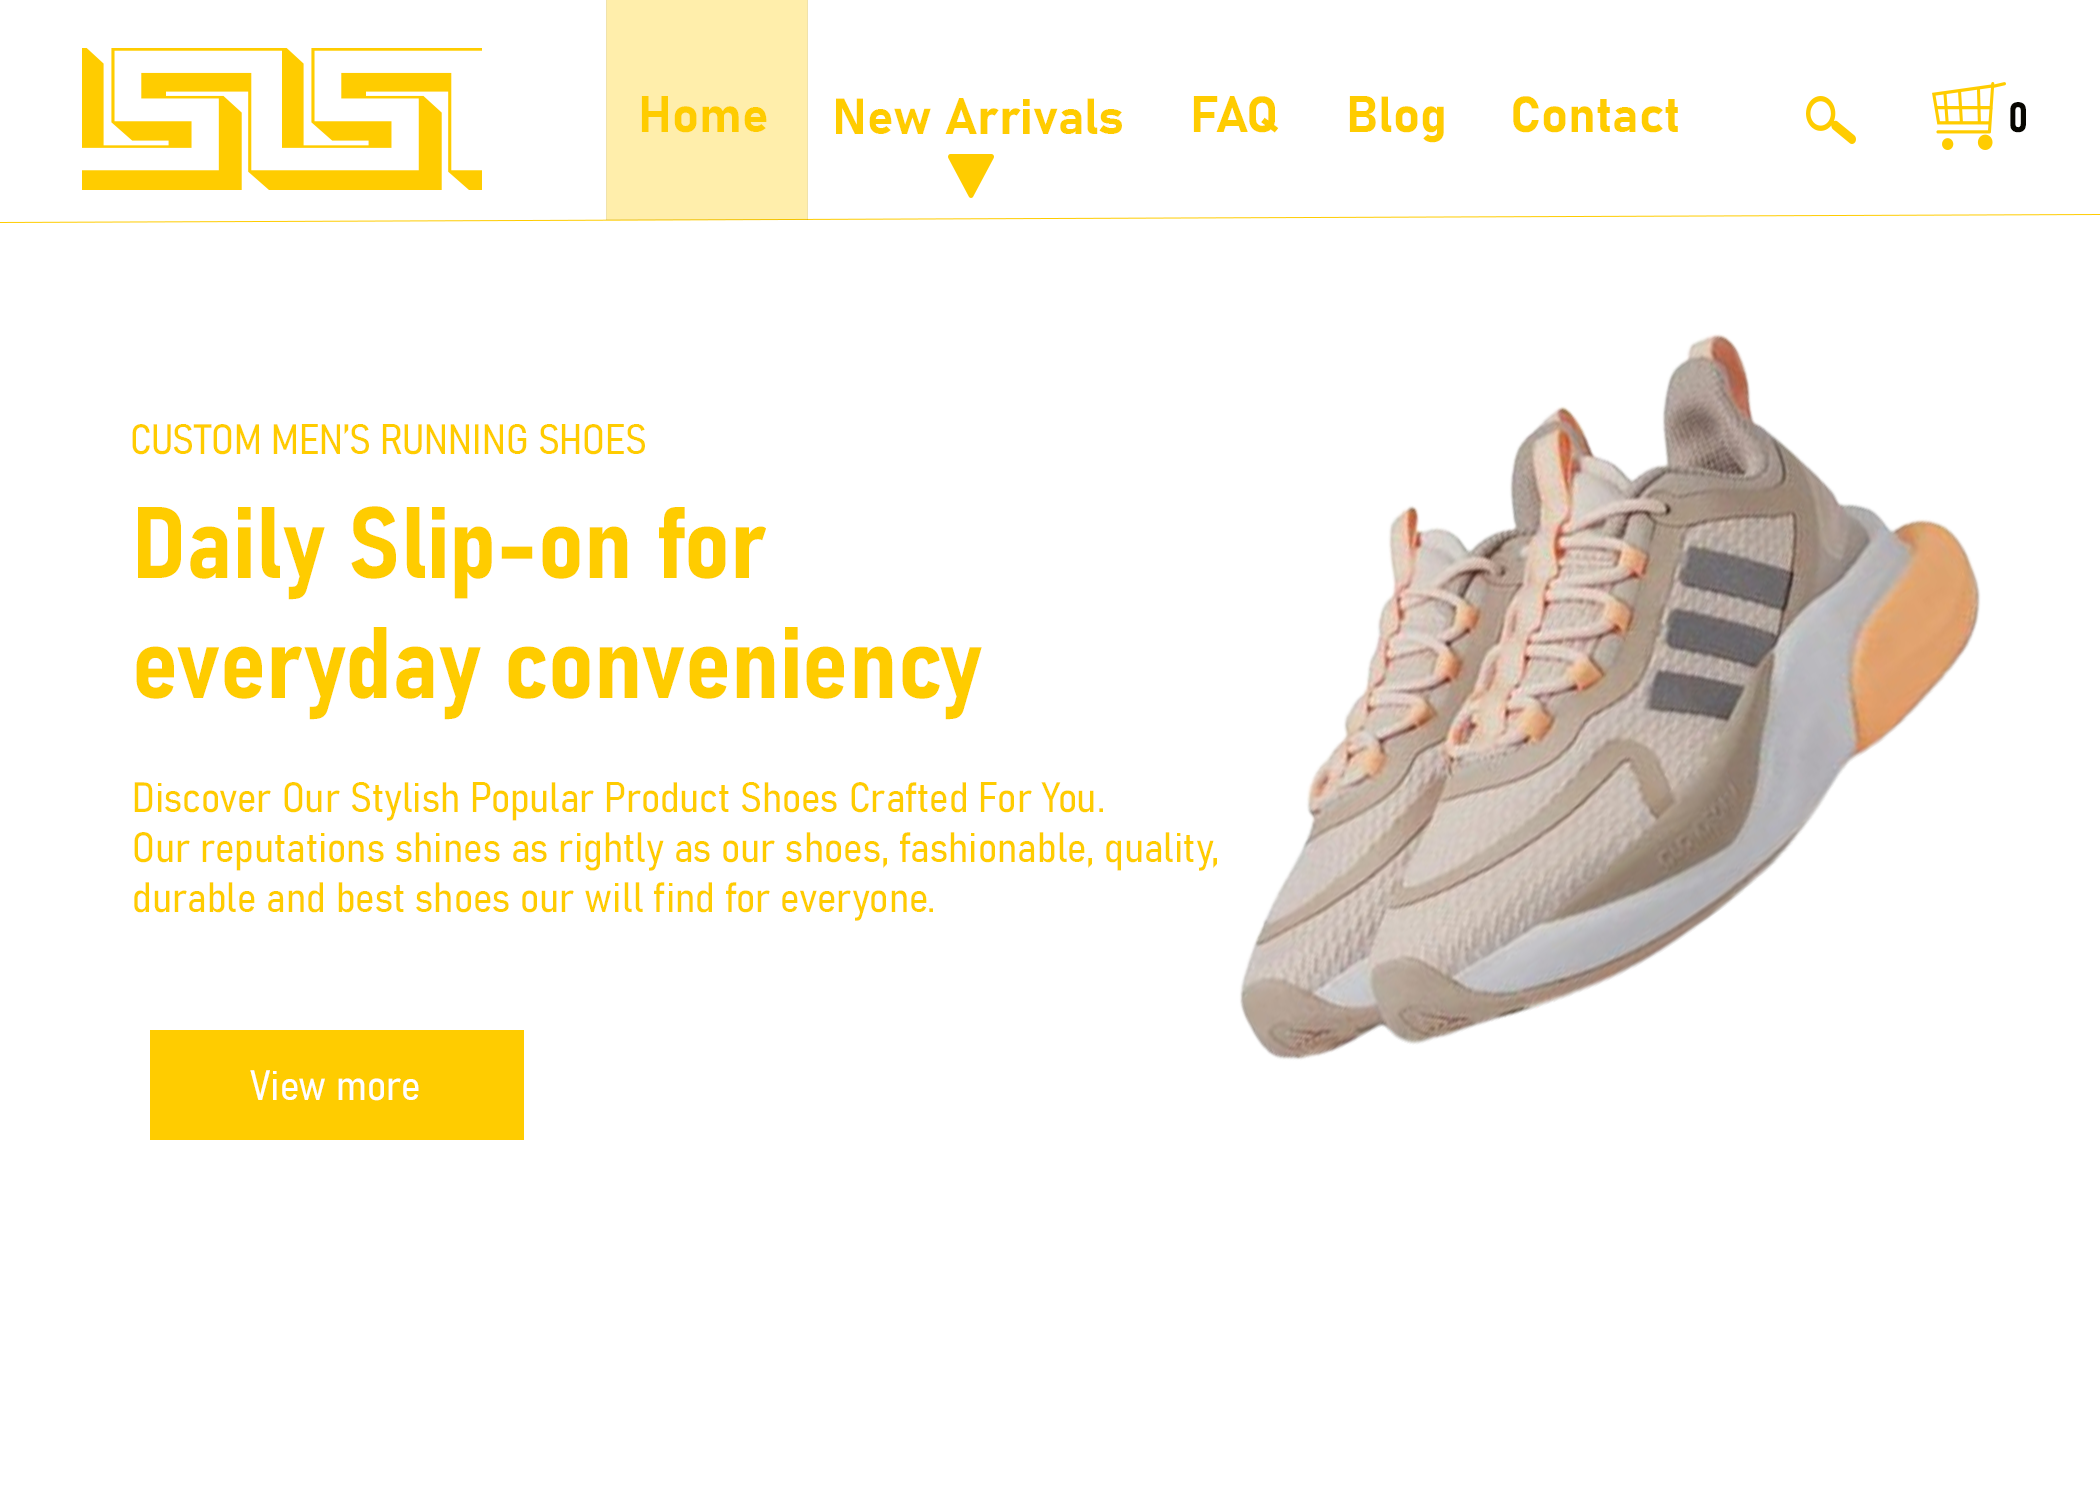 Home
New Arrivals
FAQ
Blog
Contact
0
CUSTOM MEN'S RUNNING SHOES
Daily Slip-on for
everyday conveniency
Discover Our Stylish Popular Product Shoes Crafted For You.
Our reputations shines as rightly as our shoes, fashionable, quality,
durable and best shoes our will find for everyone.
View more